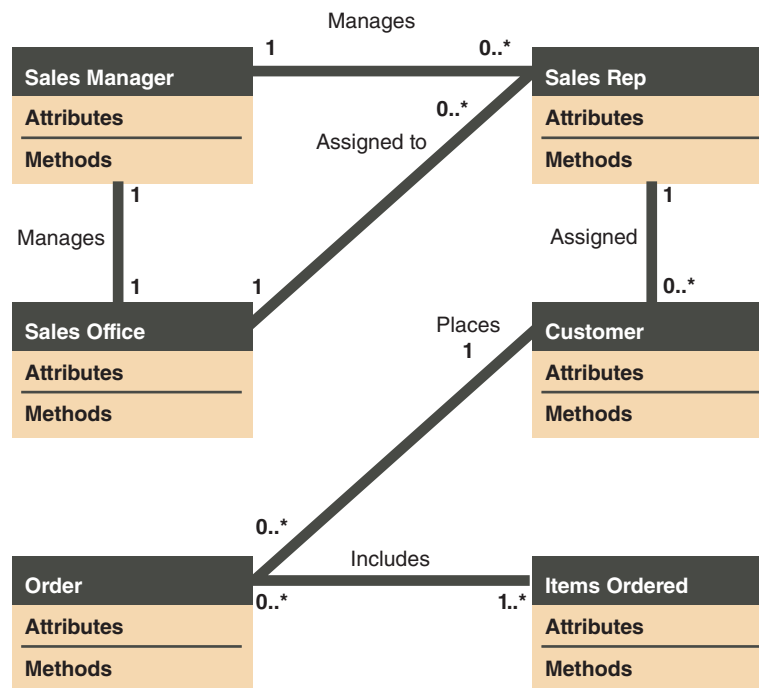 Manages
1
0..*
Sales Manager
Attributes
Methods
Sales Rep
Attributes
Methods
0..*
Assigned to
1
1
Manages
1
1
Assigned
0..*
Sales Office
Attributes
Methods
Places
1
Customer
Attributes
Methods
0..*
Includes
0..*
1..*
Order
Attributes
Methods
Items Ordered
Attributes
Methods